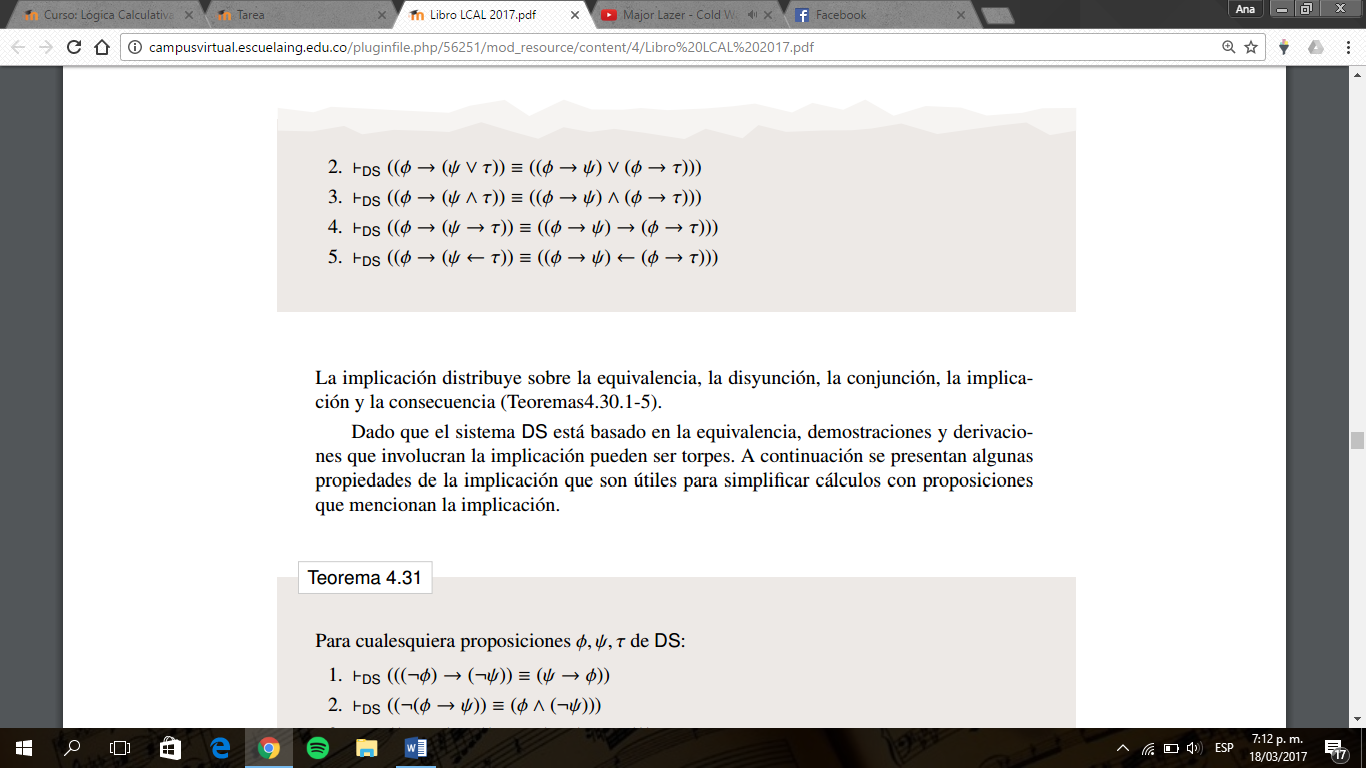 Curso: Lógica Calculativa
Tarea
Libro LCAL 2017.pdf
Major Lazer - Cold W
Facebook
Ana
campusvirtual.escuelaing.edu.co/pluginfile.php/56251/mod_resource/content/4/Libro%20LCAL%202017.pdf
2. ⊢DS ((ϕ → (ψ ∨ τ)) ≡ ((ϕ → ψ) ∨ (ϕ → τ)))
3. ⊢DS ((ϕ → (ψ ∧ τ)) ≡ ((ϕ → ψ) ∧ (ϕ → τ)))
4. ⊢DS ((ϕ → (ψ → τ)) ≡ ((ϕ → ψ) → (ϕ → τ)))
5. ⊢DS ((ϕ → (ψ ← τ)) ≡ ((ϕ → ψ) ← (ϕ → τ)))
La implicación distribuye sobre la equivalencia, la disyunción, la conjunción, la implica-
ción y la consecuencia (Teoremas4.30.1-5).
Dado que el sistema DS está basado en la equivalencia, demostraciones y derivacio-
nes que involucran la implicación pueden ser torpes. A continuación se presentan algunas
propiedades de la implicación que son útiles para simplificar cálculos con proposiciones
que mencionan la implicación.
Teorema 4.31
Para cualesquiera proposiciones ϕ, ψ, τ de DS:
1. ⊢DS (((¬ϕ) → (¬ψ)) ≡ (ψ → ϕ))
2. ⊢DS ((¬(ϕ → ψ)) ≡ (ϕ ∧ (¬ψ)))
ESP
7:12 p. m.
18/03/2017
17